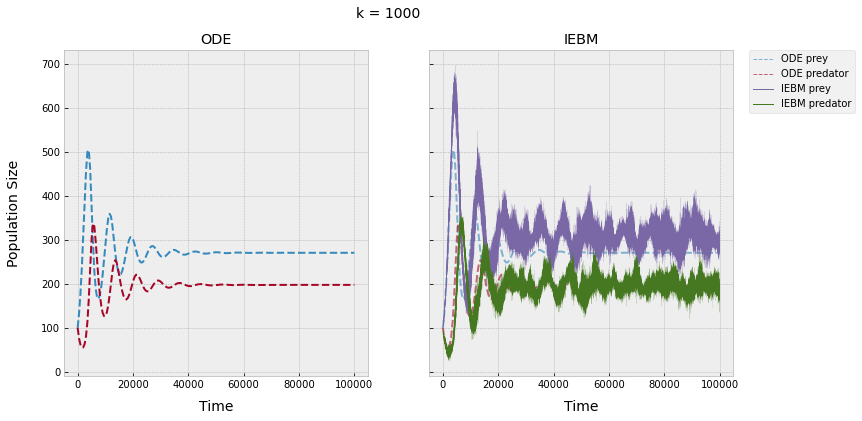 k = 1000
ODE
IEBM
Population Size
700
600
500
400
300
200
100
0
0 20000 40000 60000 80000 100000
0 20000 40000 60000 80000 100000
Time
Time
ODE prey
ODE predator
IEBM prey
IEBM predator